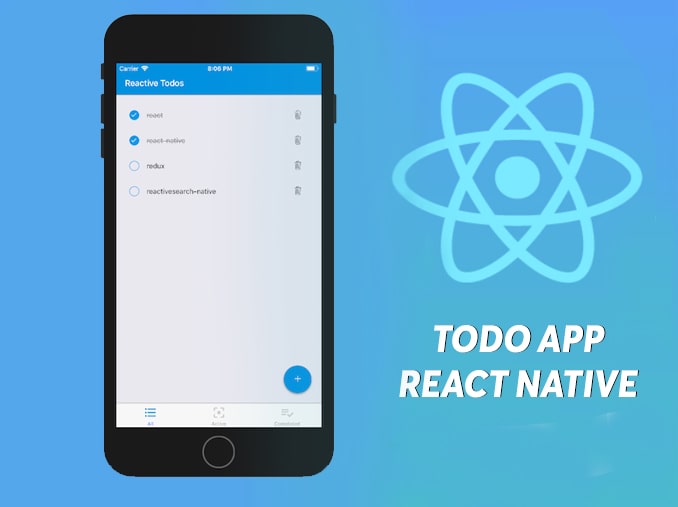 Carrier 8:06 PM
Reactive Todos
react
react-native
redux
reactivesearch-native
+
All Active Completed
TODO APP
REACT NATIVE